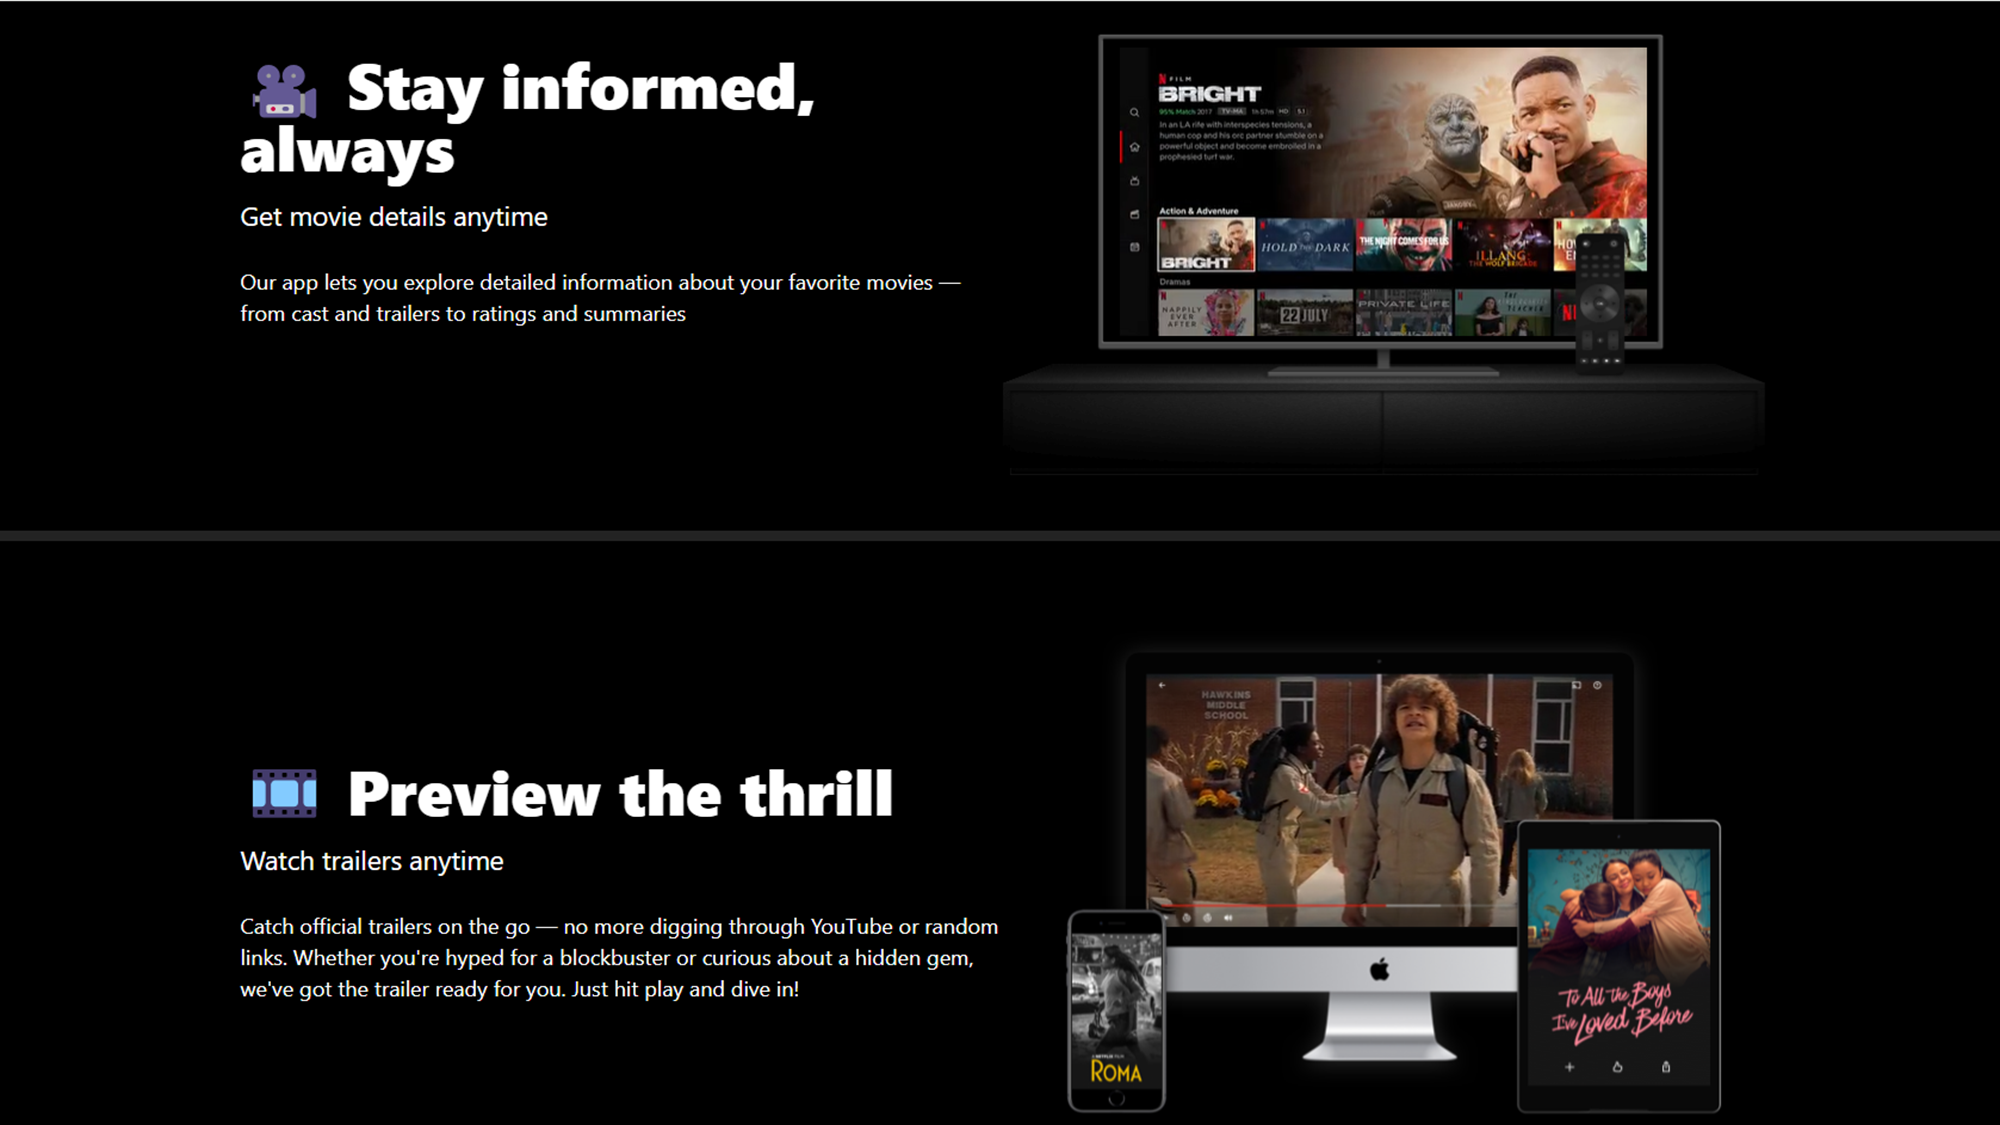 Stay informed,
always
Get movie details anytime
Our app lets you explore detailed information about your favorite movies —
from cast and trailers to ratings and summaries
FILM
BRIGHT
95% Match 2017 TV-MA 1h 57m HD 5.1
In an LA rife with interspecies tensions, a
human cop and his orc partner stumble on a
powerful object and become embroiled in a
prophesied turf war.
Action & Adventure
BRIGHT
HOLD THE DARK
THE NIGHT COMES FOR US
ILLANG
THE WOLF BRIGADE
Dramas
HAPPILY
EVER
AFTER
22 JULY
PRIVATE LIFE
THE
KINDERGARTEN
TEACHER
Preview the thrill
Watch trailers anytime
Catch official trailers on the go — no more digging through YouTube or random
links. Whether you're hyped for a blockbuster or curious about a hidden gem,
we've got the trailer ready for you. Just hit play and dive in!
HAWKINS
MIDDLE
SCHOOL
A NETFLIX FILM
ROMA
To All the Boys
I've Loved Before